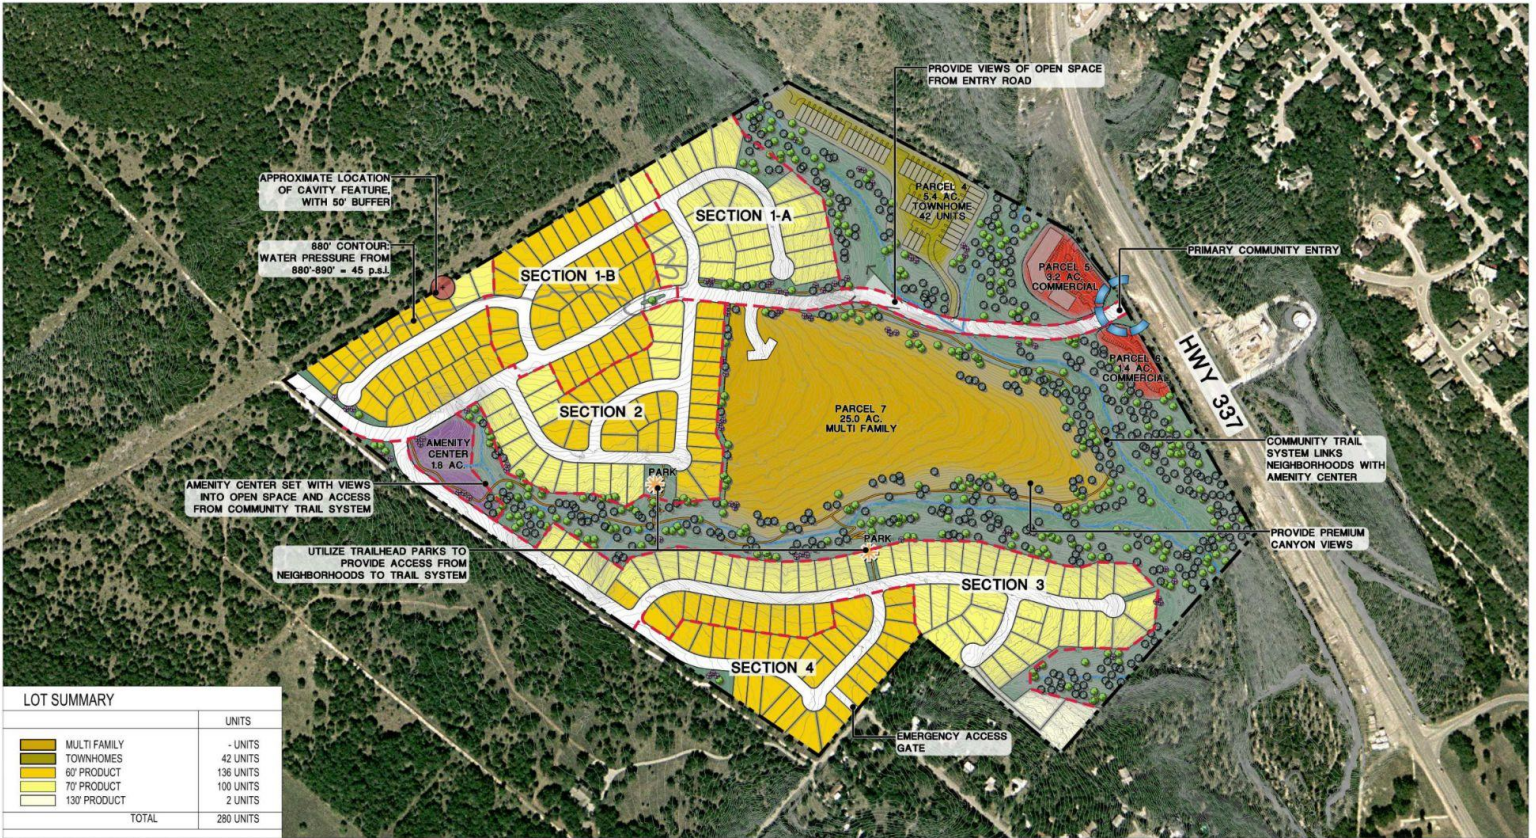 PROVIDE VIEWS OF OPEN SPACE
FROM ENTRY ROAD
APPROXIMATE LOCATION
OF CAVITY FEATURE,
WITH 50' BUFFER
PARCEL 4
5.4 AC.
TOWNHOME
42 UNITS
SECTION 1-A
880' CONTOUR:
WATER PRESSURE FROM
880'-890' = 45 p.s.i.
SECTION 1-B
PARCEL 5
3.2 AC.
COMMERCIAL
PRIMARY COMMUNITY ENTRY
PARCEL 6
1.4 AC.
COMMERCIAL
HWY 337
SECTION 2
PARCEL 7
25.0 AC.
MULTI FAMILY
AMENITY
CENTER
1.8 AC.
COMMUNITY TRAIL
SYSTEM LINKS
NEIGHBORHOODS WITH
AMENITY CENTER
PARK
AMENITY CENTER SET WITH VIEWS
INTO OPEN SPACE AND ACCESS
FROM COMMUNITY TRAIL SYSTEM
PROVIDE PREMIUM
CANYON VIEWS
PARK
UTILIZE TRAILHEAD PARKS TO
PROVIDE ACCESS FROM
NEIGHBORHOODS TO TRAIL SYSTEM
SECTION 3
SECTION 4
EMERGENCY ACCESS
GATE
LOT SUMMARY
UNITS
MULTI FAMILY - UNITS
TOWNHOMES 42 UNITS
60' PRODUCT 136 UNITS
70' PRODUCT 100 UNITS
130' PRODUCT 2 UNITS
TOTAL 280 UNITS